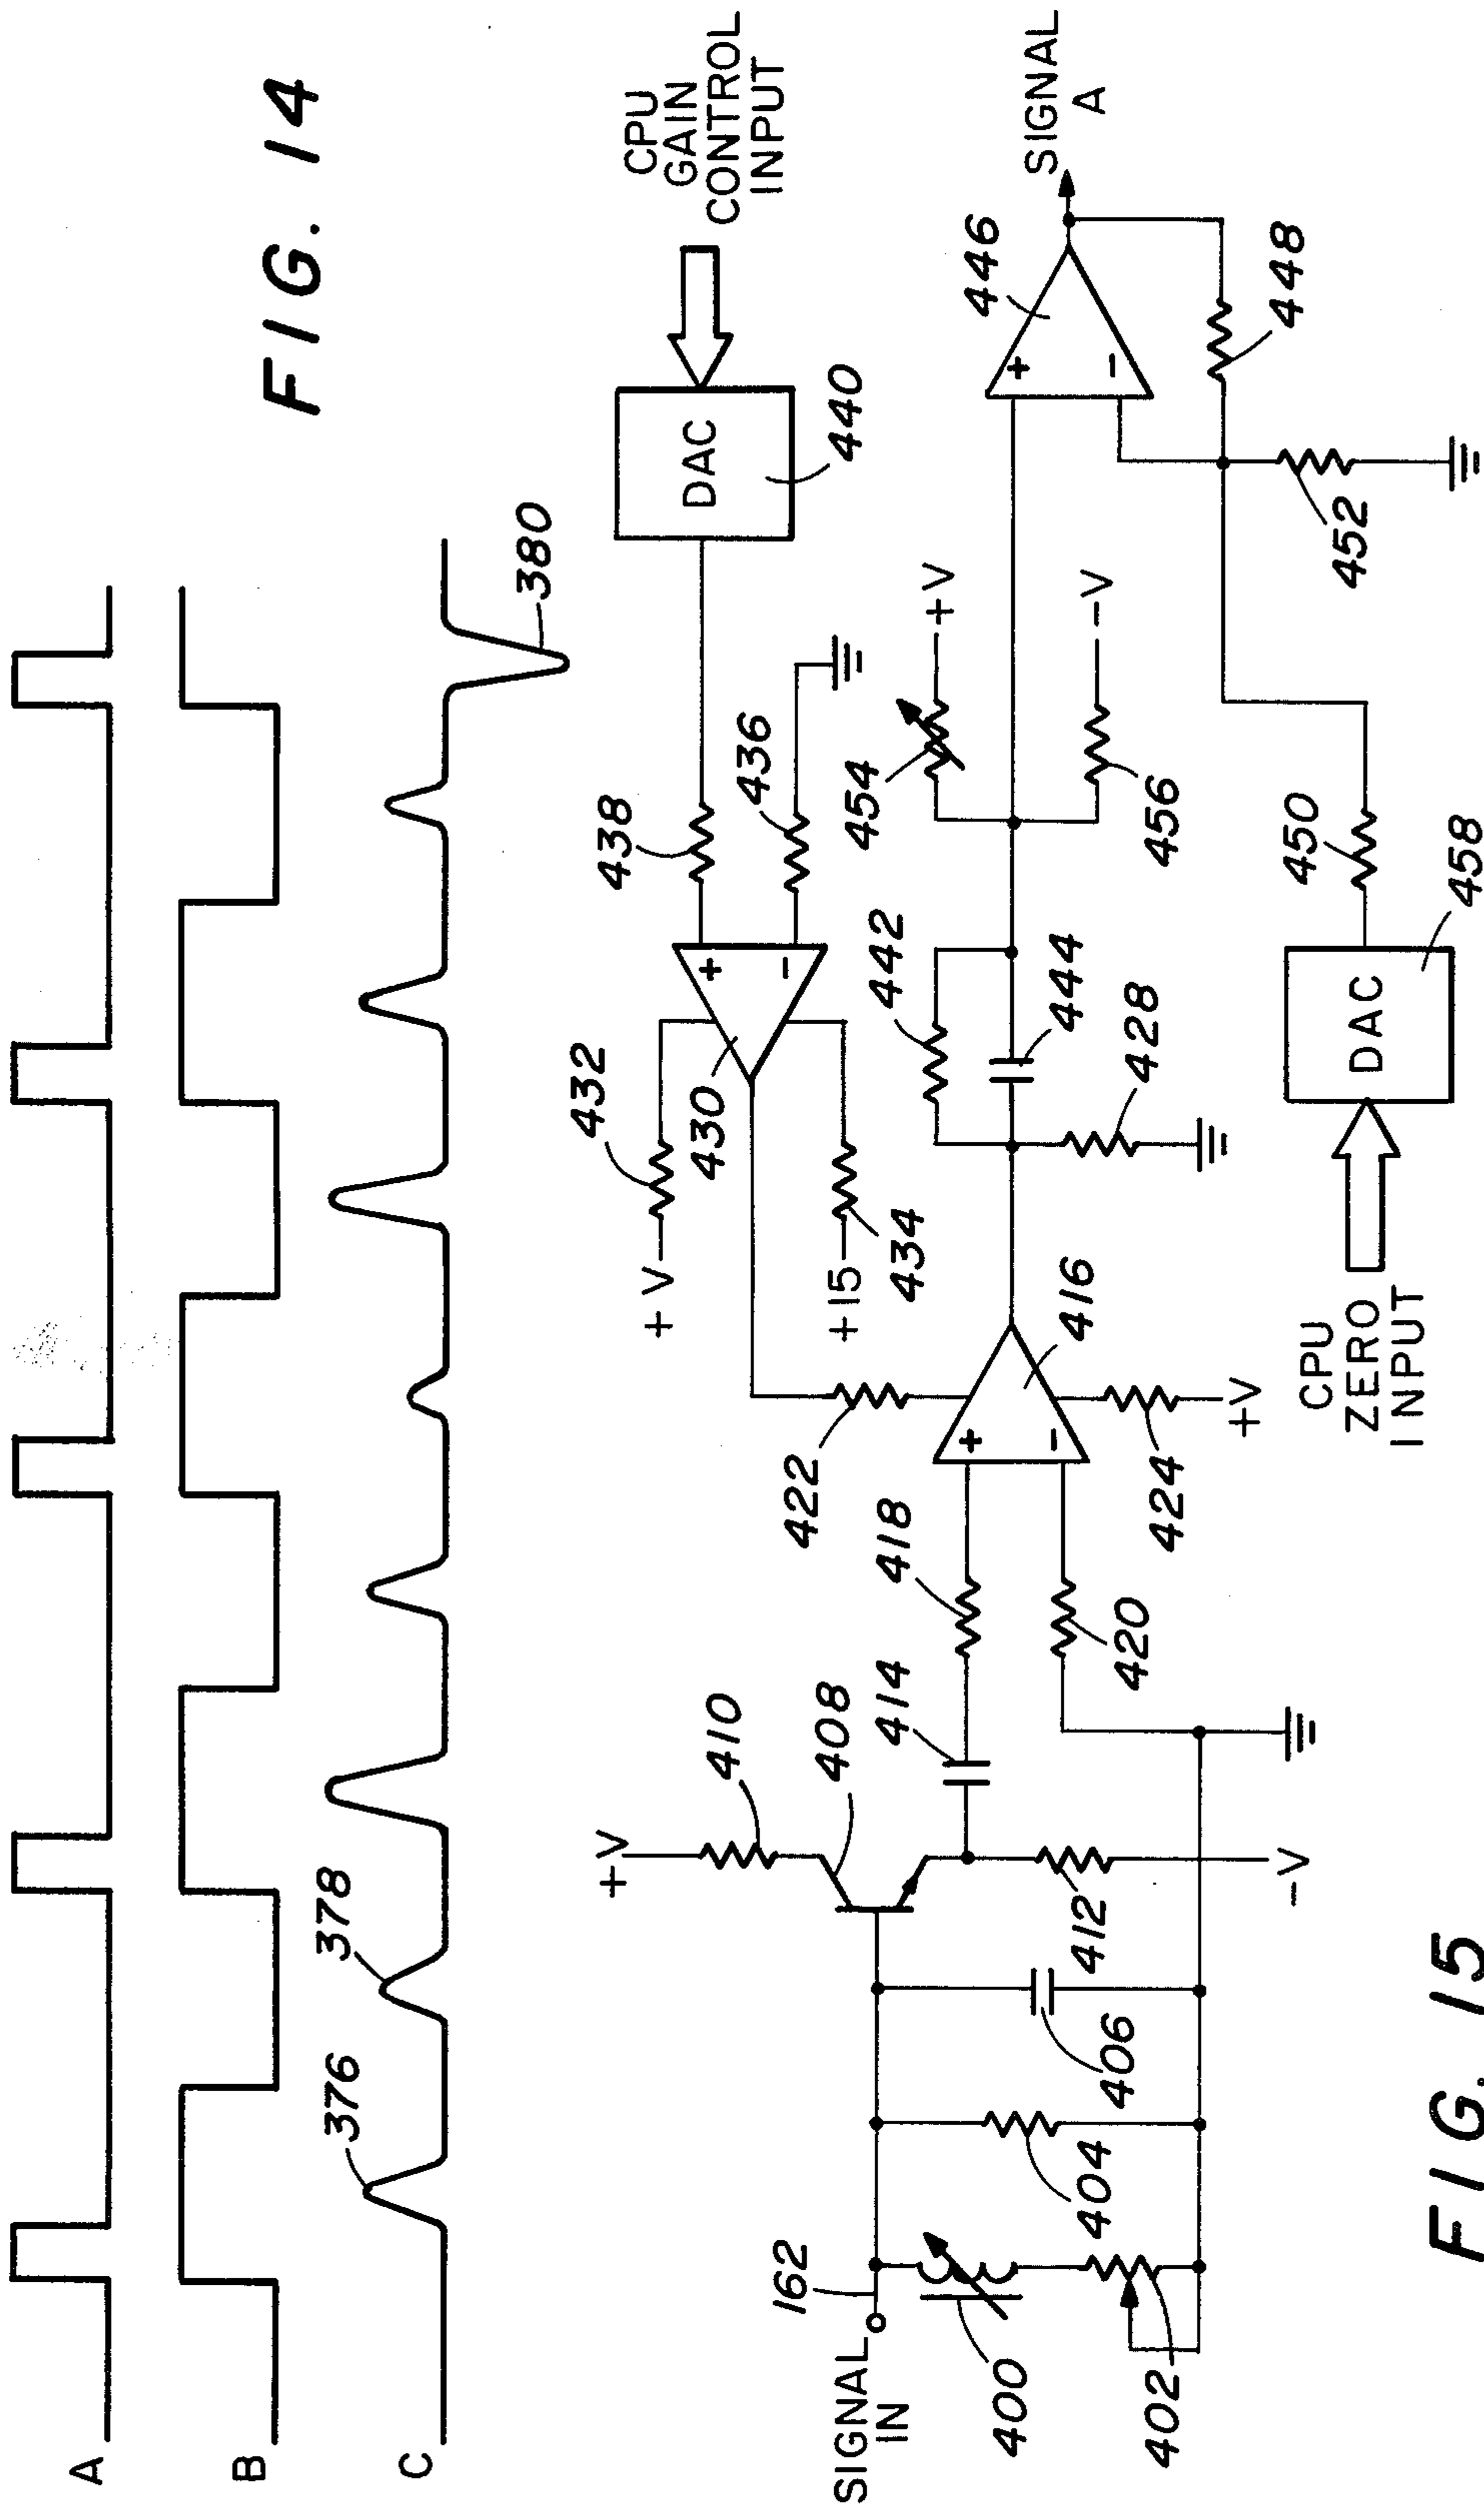 FIG. 14
A
B
C
376
378
380
FIG. 15
SIGNAL
IN
162
400
402
404
406
+V
410
408
412
-V
414
418
420
422
416
424
+V
+V
432
430
+15
434
438
436
DAC
440
CPU
GAIN
CONTROL
INPUT
442
444
428
454
+V
456
-V
+
-
+
-
+
-
446
448
452
450
458
DAC
CPU
ZERO
INPUT
SIGNAL
A